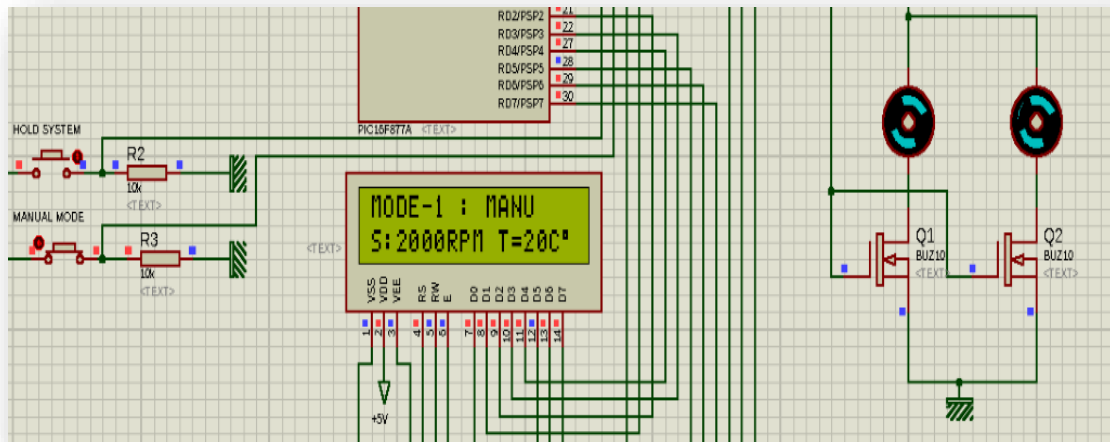 21
RD2/PSP2
22
RD3/PSP3
27
RD4/PSP4
28
RD5/PSP5
29
RD6/PSP6
30
RD7/PSP7
PIC16F877A <TEXT>
HOLD SYSTEM
R2
10k
<TEXT>
MANUAL MODE
R3
10k
<TEXT>
<TEXT>
MODE-1 : MANU
S:2000RPM T=20C°
VSS VDD VEE RS RW E D0 D1 D2 D3 D4 D5 D6 D7
1 2 3 4 5 6 7 8 9 10 11 12 13 14
+5V
Q1
BUZ10
<TEXT>
Q2
BUZ10
<TEXT>